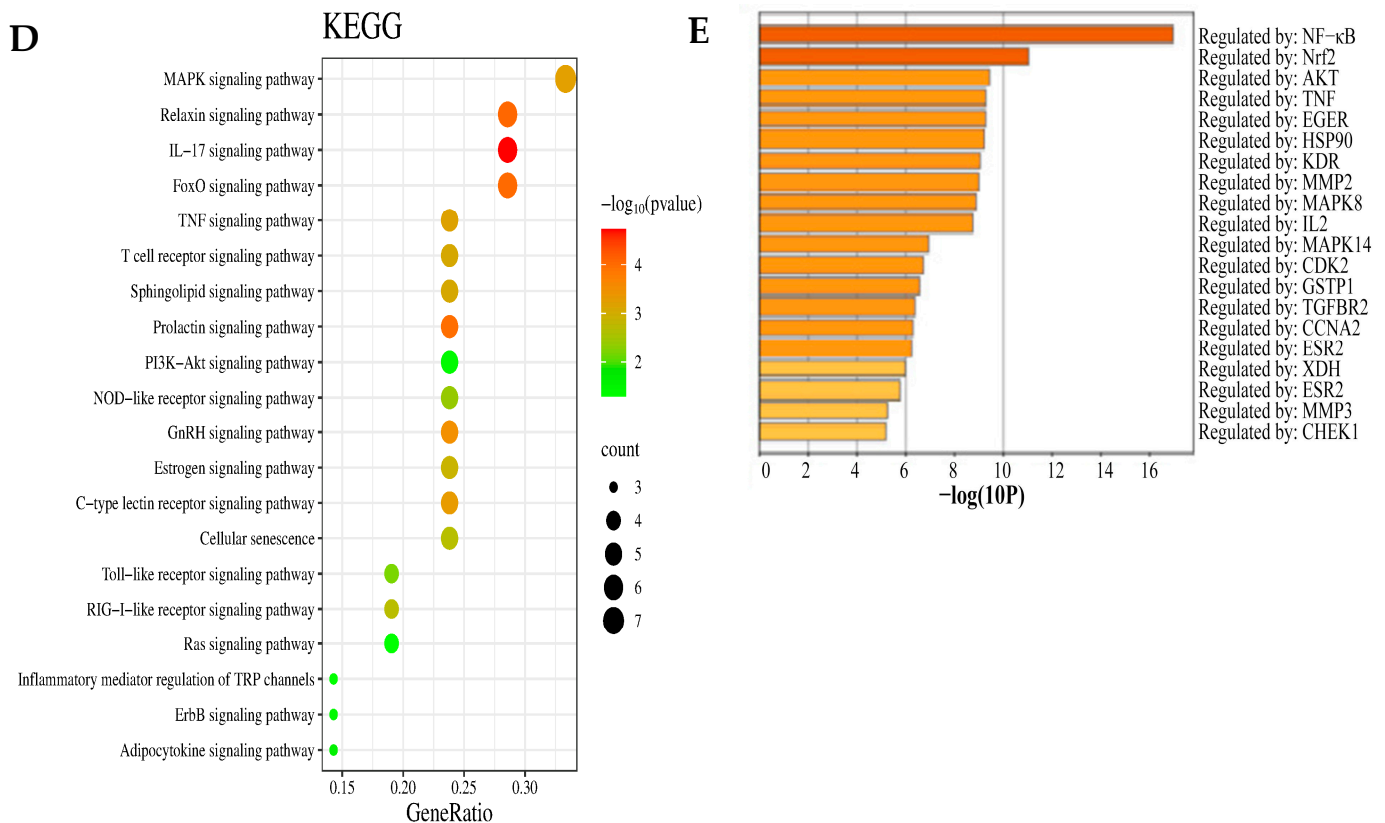 D
KEGG
MAPK signaling pathway
Relaxin signaling pathway
IL−17 signaling pathway
FoxO signaling pathway
TNF signaling pathway
T cell receptor signaling pathway
Sphingolipid signaling pathway
Prolactin signaling pathway
PI3K−Akt signaling pathway
NOD−like receptor signaling pathway
GnRH signaling pathway
Estrogen signaling pathway
C−type lectin receptor signaling pathway
Cellular senescence
Toll−like receptor signaling pathway
RIG−I−like receptor signaling pathway
Ras signaling pathway
Inflammatory mediator regulation of TRP channels
ErbB signaling pathway
Adipocytokine signaling pathway
0.15 0.20 0.25 0.30
GeneRatio
−log10(pvalue)
4
3
2
count
3
4
5
6
7
E
Regulated by: NF−κB
Regulated by: Nrf2
Regulated by: AKT
Regulated by: TNF
Regulated by: EGER
Regulated by: HSP90
Regulated by: KDR
Regulated by: MMP2
Regulated by: MAPK8
Regulated by: IL2
Regulated by: MAPK14
Regulated by: CDK2
Regulated by: GSTP1
Regulated by: TGFBR2
Regulated by: CCNA2
Regulated by: ESR2
Regulated by: XDH
Regulated by: ESR2
Regulated by: MMP3
Regulated by: CHEK1
0 2 4 6 8 10 12 14 16
−log(10P)